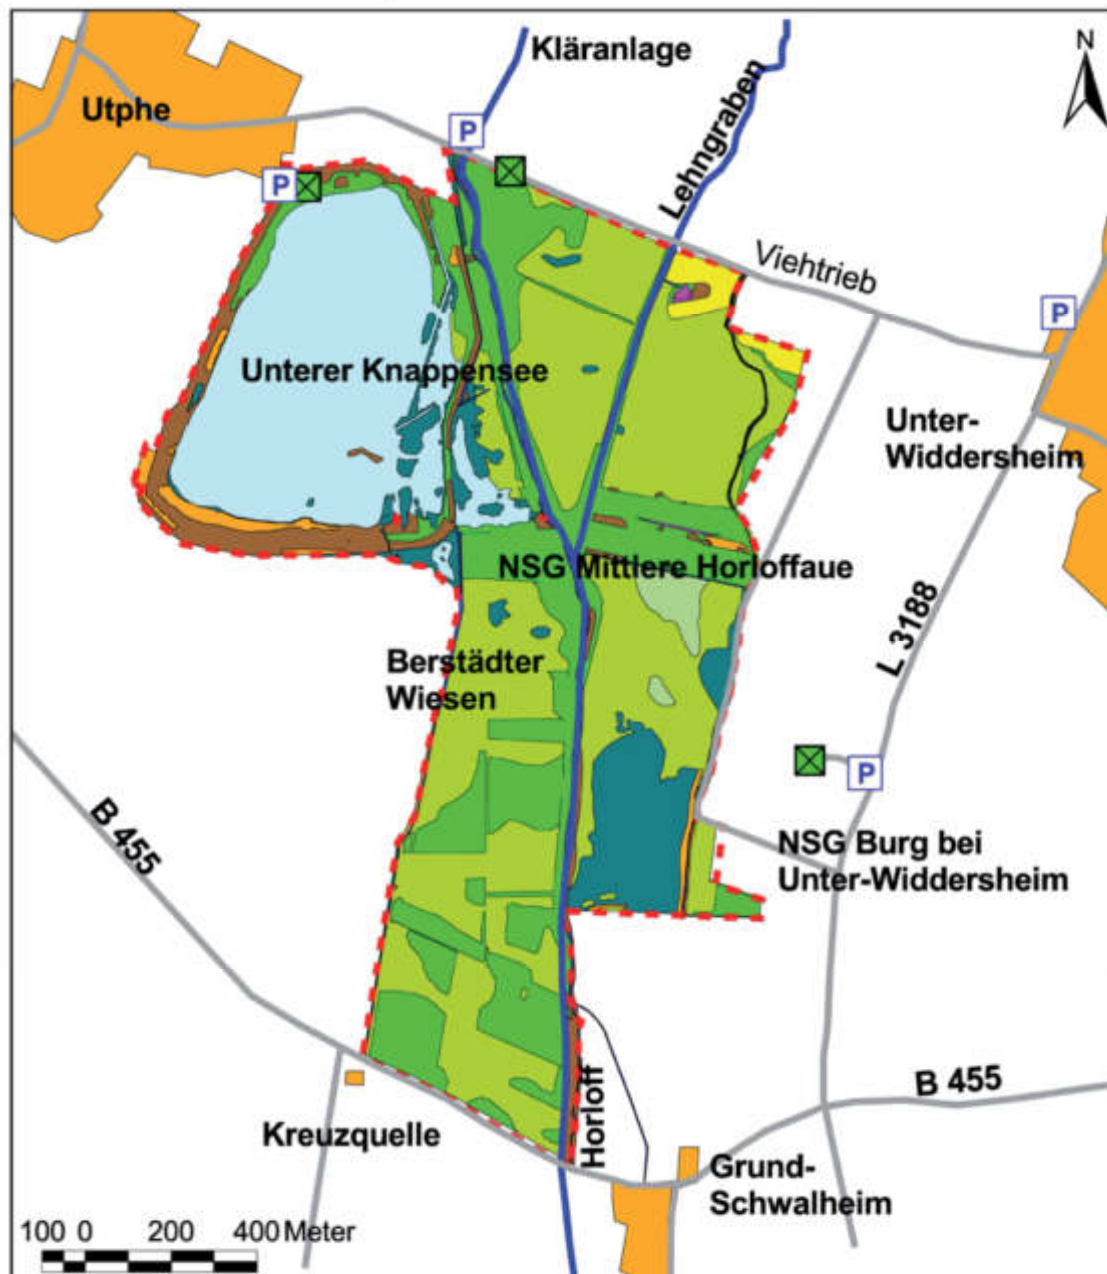 Kläranlage
N
Utphe
P
Lehngraben
P
Viehtrieb
P
Unterer Knappensee
Unter-
Widdersheim
NSG Mittlere Horloffaue
L 3188
Berstädter
Wiesen
P
B 455
NSG Burg bei
Unter-Widdersheim
Horloff
B 455
Kreuzquelle
Grund-
Schwalheim
100 0 200 400 Meter